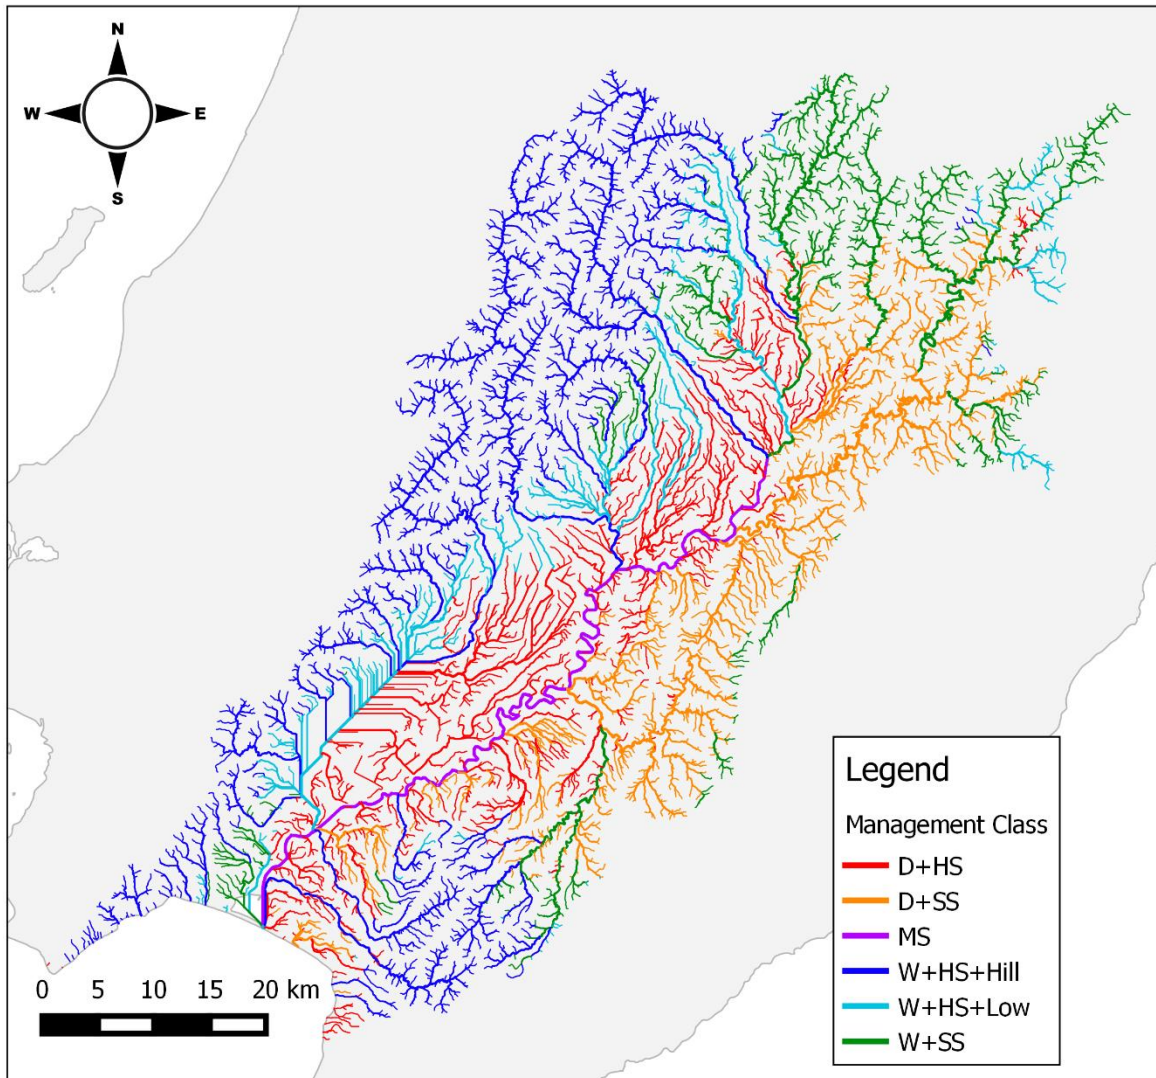 N
W E
S
Legend
Management Class
D+HS
D+SS
MS
W+HS+Hill
W+HS+Low
W+SS
0 5 10 15 20 km